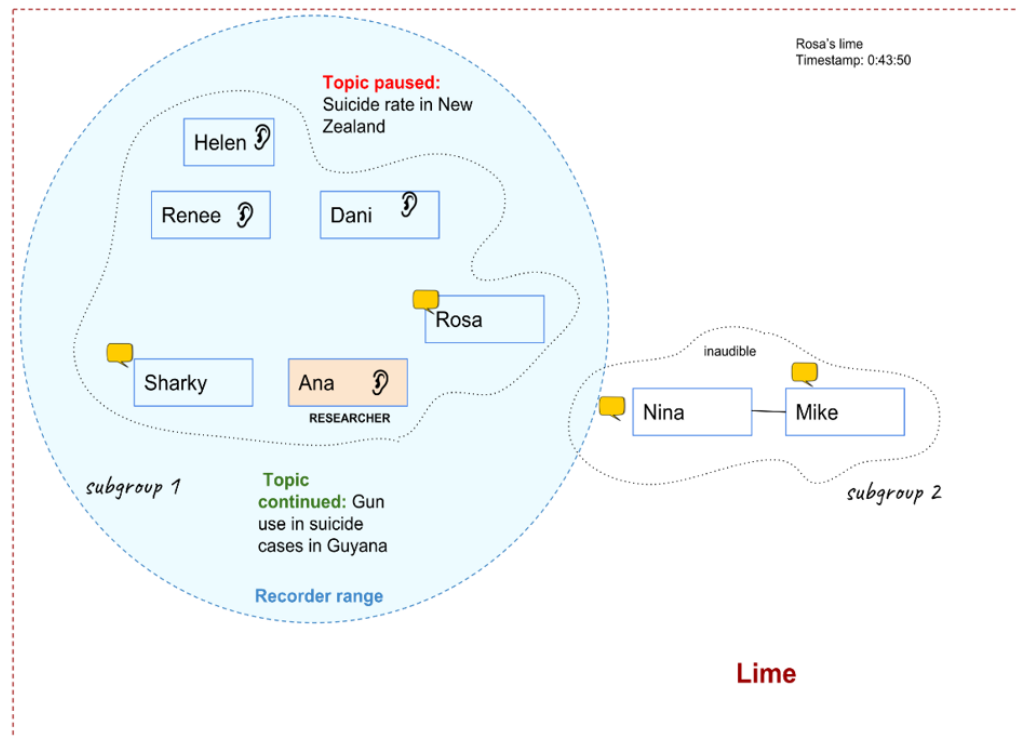 Rosa's lime
Timestamp: 0:43:50
Topic paused:
Suicide rate in New
Zealand
Helen
Renee
Dani
Rosa
Sharky
Ana
RESEARCHER
inaudible
Nina
Mike
subgroup 1
subgroup 2
Topic
continued: Gun
use in suicide
cases in Guyana
Recorder range
Lime